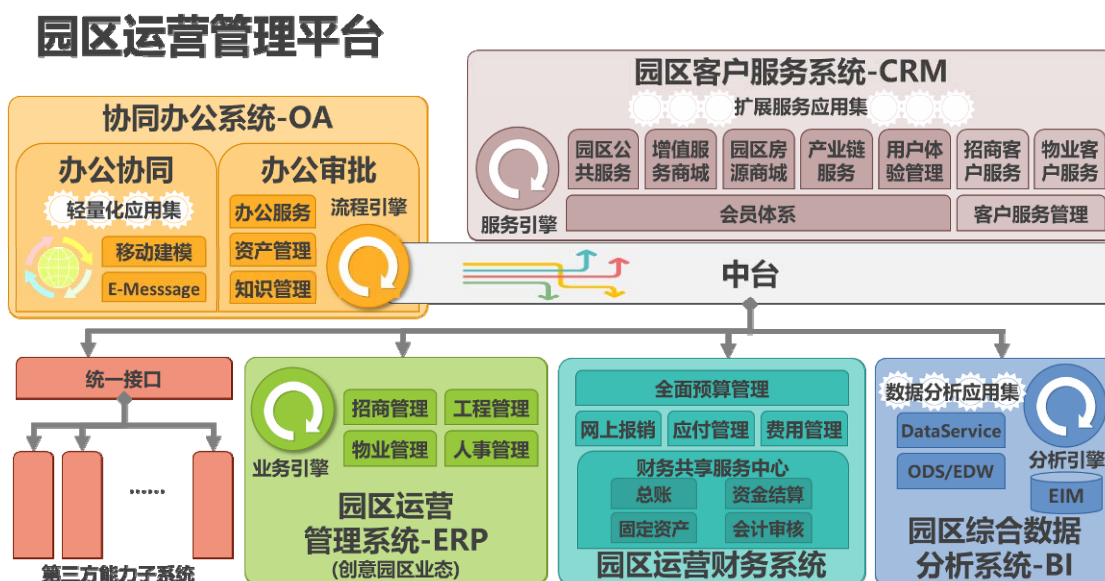 园区运营管理平台
园区客户服务系统-CRM
扩展服务应用集
园区公
共服务
增值服
务商城
园区房
源商城
产业链
服务
用户体
验管理
招商客
户服务
物业客
户服务
服务引擎
会员体系
客户服务管理
协同办公系统-OA
办公协同
轻量化应用集
移动建模
E-Messsage
办公审批
办公服务
资产管理
知识管理
流程引擎
中台
统一接口
......
第三方能力子系统
业务引擎
招商管理
工程管理
物业管理
人事管理
园区运营
管理系统-ERP
(创意园区业态)
全面预算管理
网上报销
应付管理
费用管理
财务共享服务中心
总账
资金结算
固定资产
会计审核
园区运营财务系统
数据分析应用集
DataService
ODS/EDW
分析引擎
EIM
园区综合数据
分析系统-BI